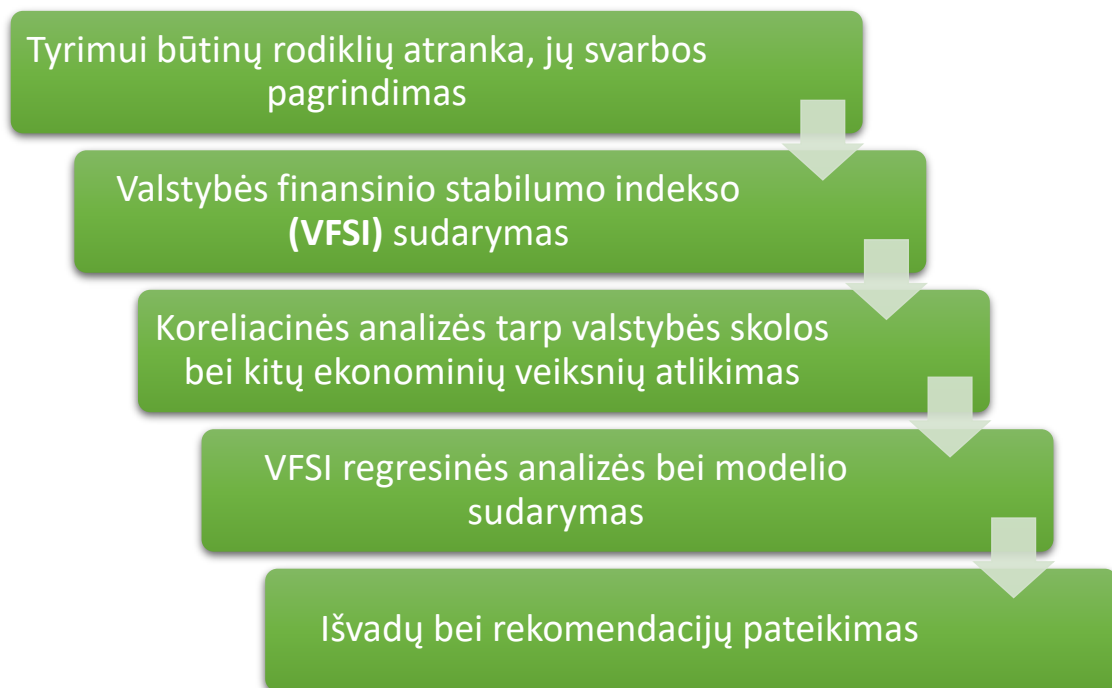 Tyrimui būtinų rodiklių atranka, jų svarbos
pagrindimas
Valstybės finansinio stabilumo indekso
(VFSI) sudarymas
Koreliacinės analizės tarp valstybės skolos
bei kitų ekonominių veiksnių atlikimas
VFSI regresinės analizės bei modelio
sudarymas
Išvadų bei rekomendacijų pateikimas